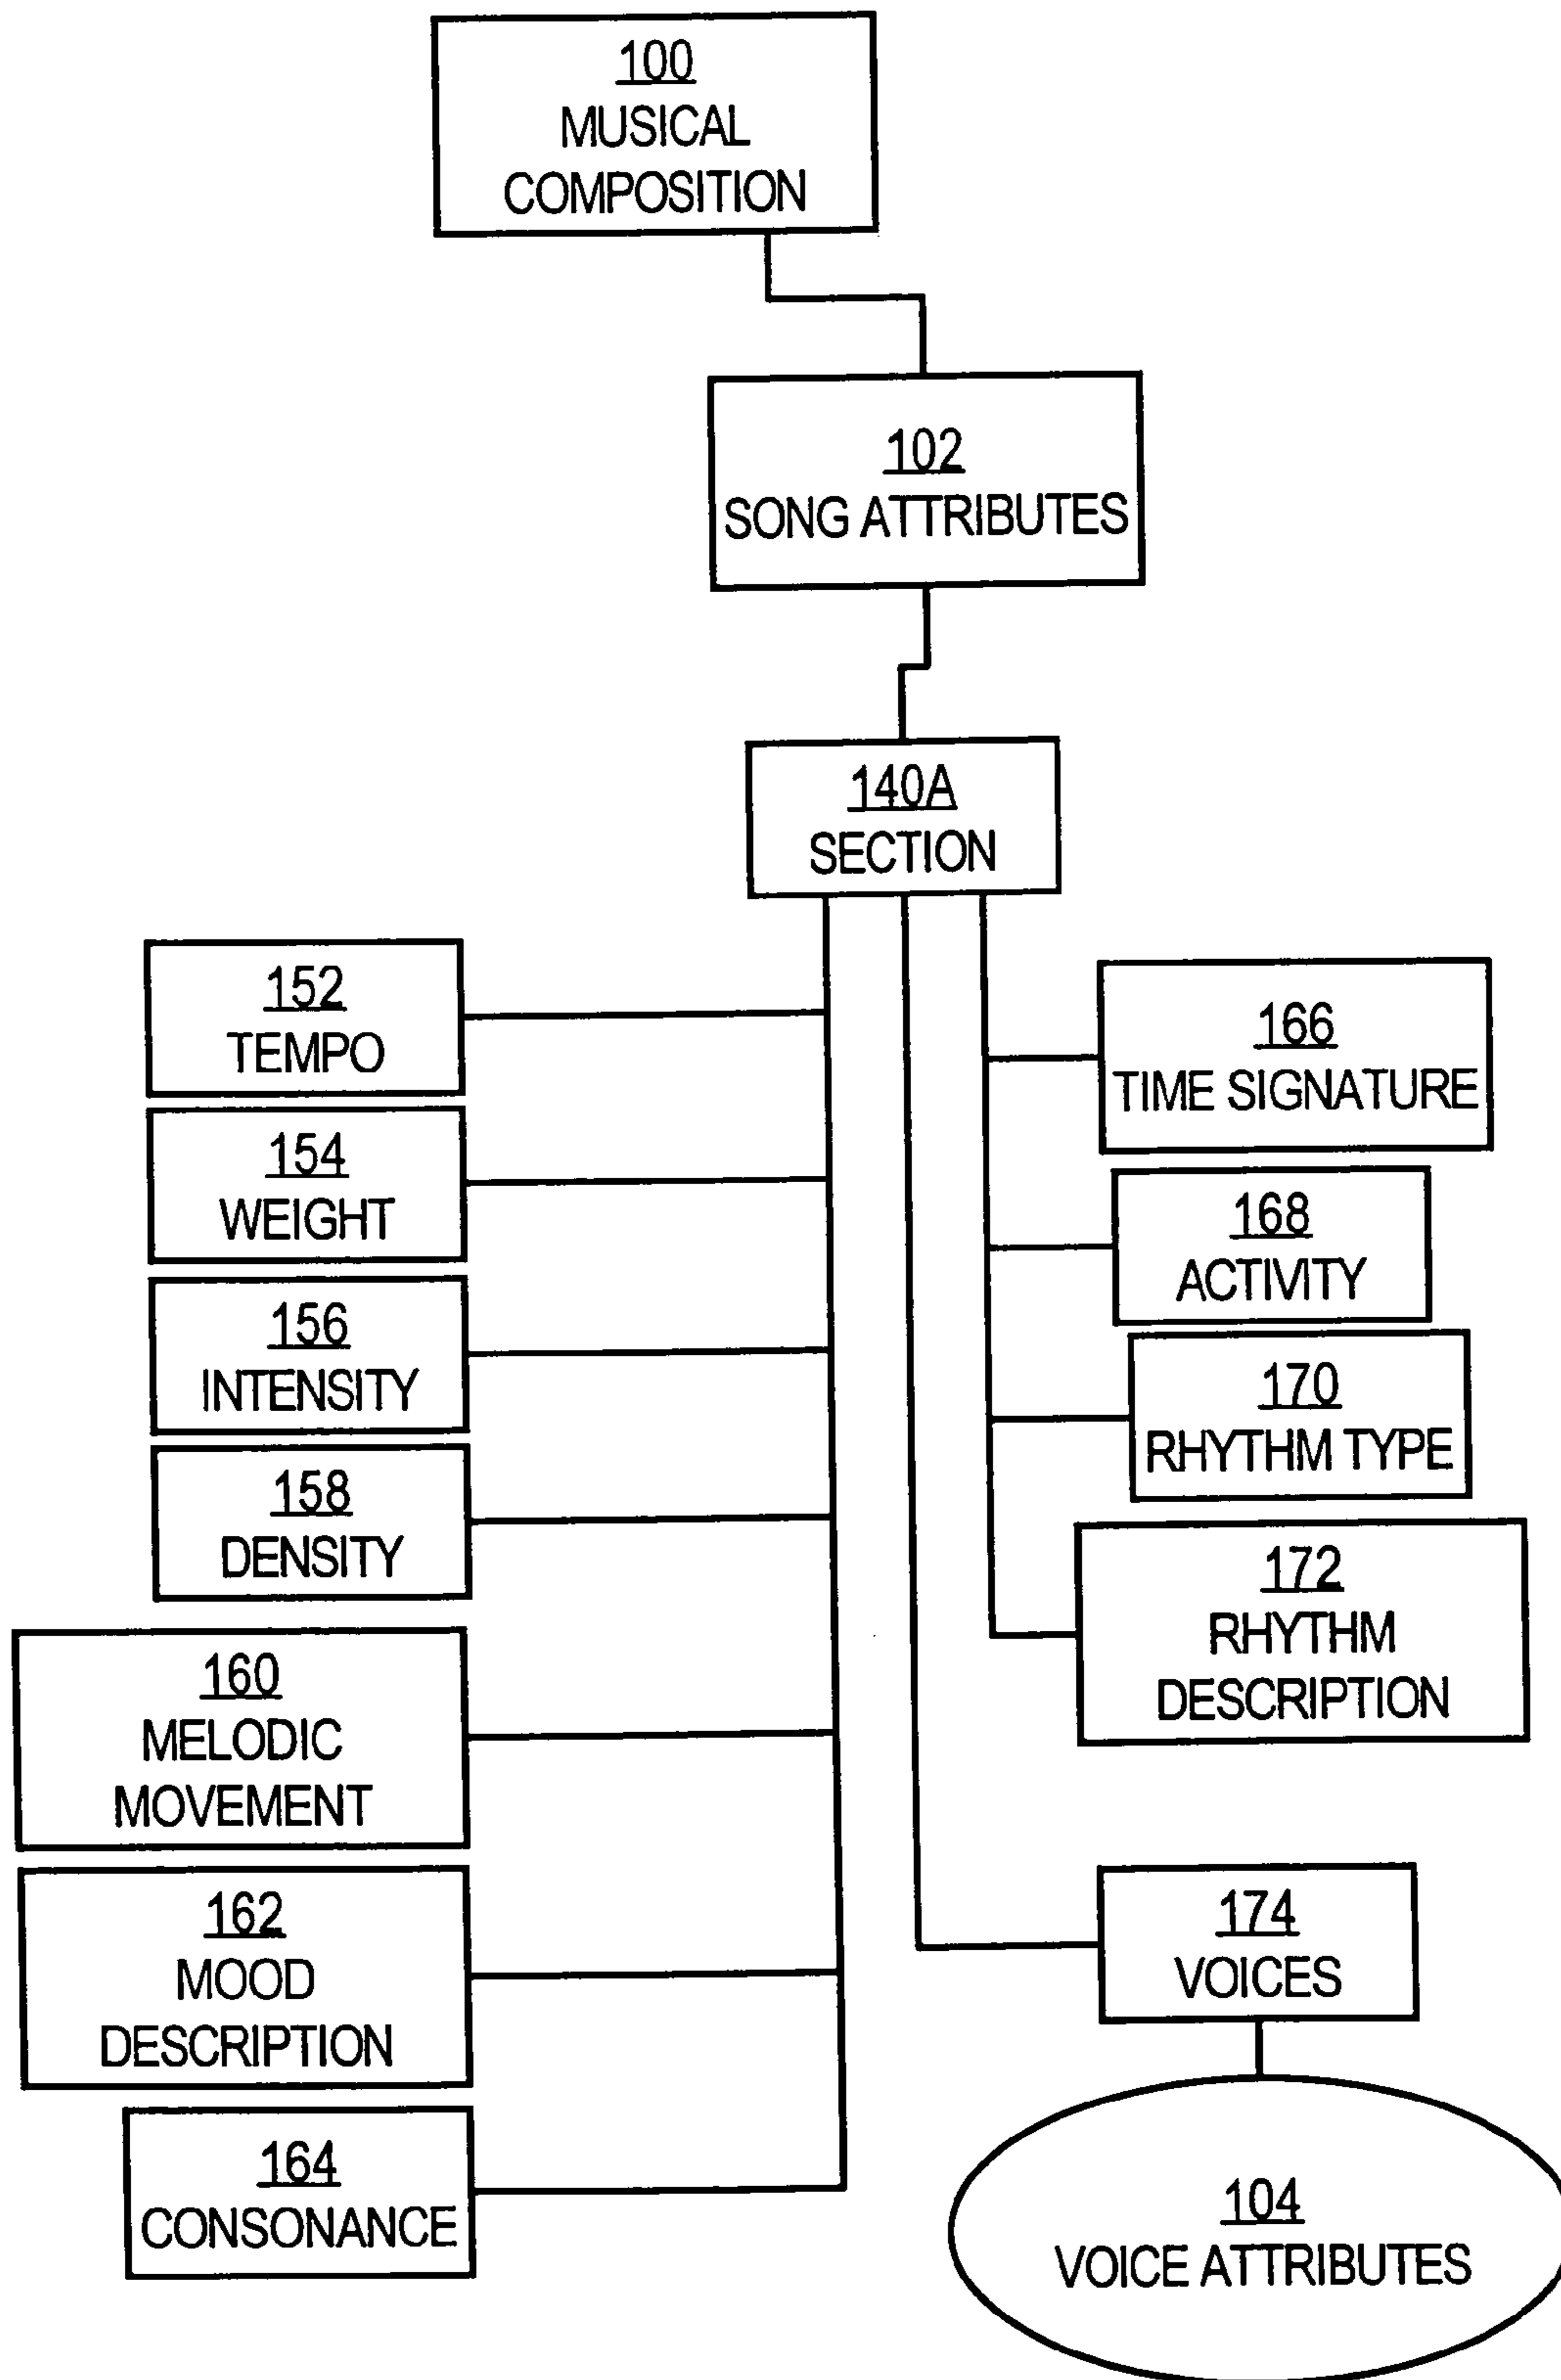 100
MUSICAL
COMPOSITION
102
SONG ATTRIBUTES
140A
SECTION
152
TEMPO
154
WEIGHT
156
INTENSITY
158
DENSITY
160
MELODIC
MOVEMENT
162
MOOD
DESCRIPTION
164
CONSONANCE
166
TIME SIGNATURE
168
ACTIVITY
170
RHYTHM TYPE
172
RHYTHM
DESCRIPTION
174
VOICES
104
VOICE ATTRIBUTES